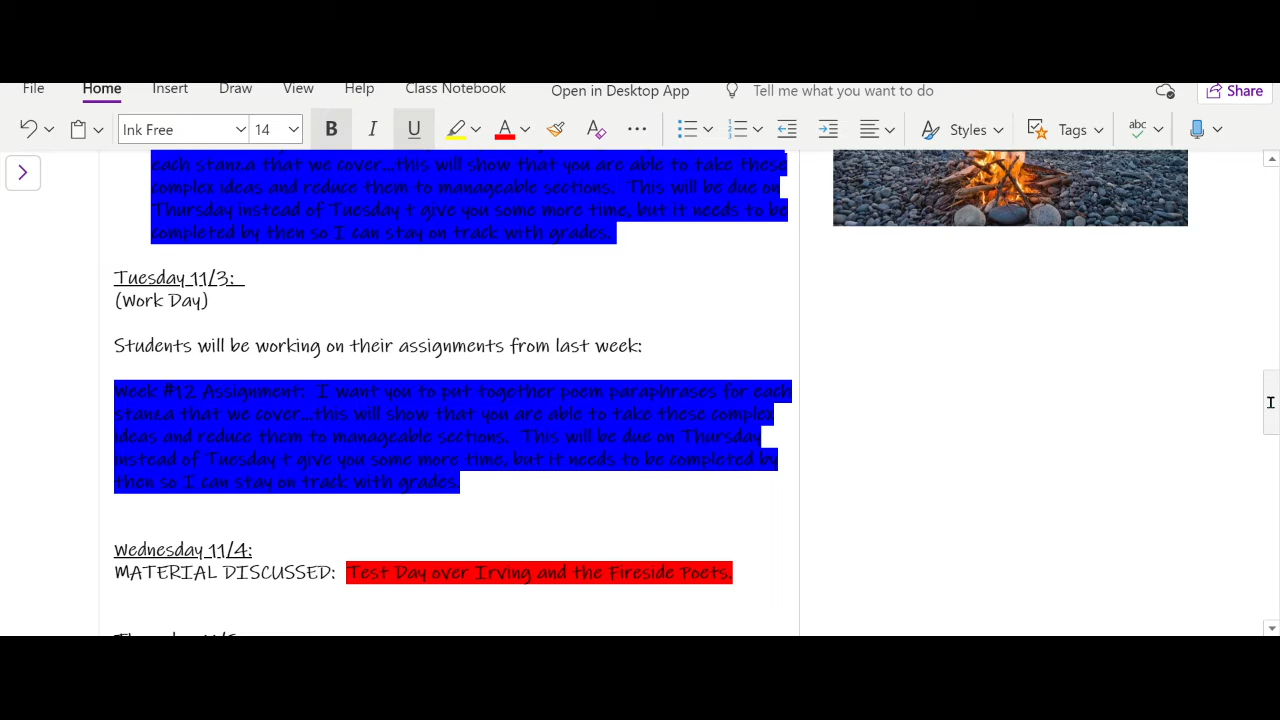 File Home Insert Draw View Help Class Notebook Open in Desktop App Tell me what you want to do Share
Ink Free 14 B I U A A Styles Tags abc
each stanza that we cover...this will show that you are able to take these
complex ideas and reduce them to manageable sections. This will be due on
Thursday instead of Tuesday t give you some more time, but it needs to be
completed by then so I can stay on track with grades.
Tuesday 11/3:
(Work Day)
Students will be working on their assignments from last week:
Week #12 Assignment: I want you to put together poem paraphrases for each
stanza that we cover...this will show that you are able to take these complex
ideas and reduce them to manageable sections. This will be due on Thursday
instead of Tuesday t give you some more time, but it needs to be completed by
then so I can stay on track with grades.
Wednesday 11/4:
MATERIAL DISCUSSED: Test Day over Irving and the Fireside Poets.